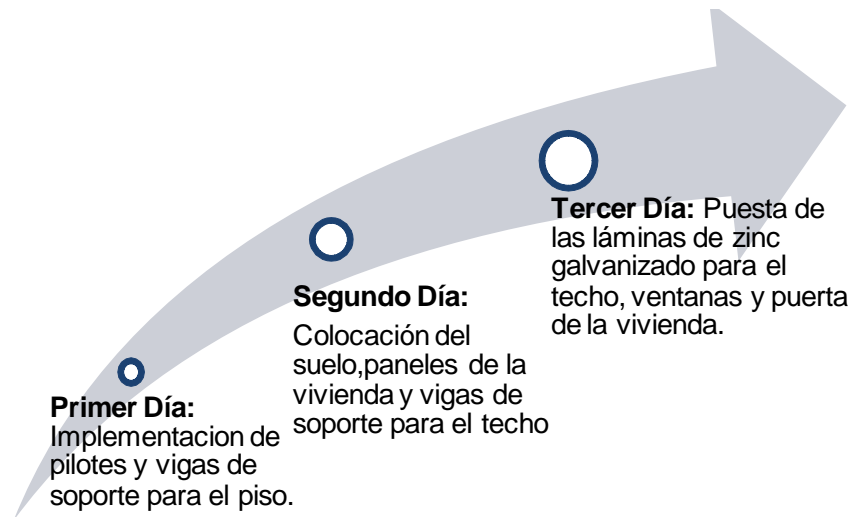 Primer Día:
Implementacion de
pilotes y vigas de
soporte para el piso.
Segundo Día:
Colocación del
suelo,paneles de la
vivienda y vigas de
soporte para el techo
Tercer Día: Puesta de
las láminas de zinc
galvanizado para el
techo, ventanas y puerta
de la vivienda.